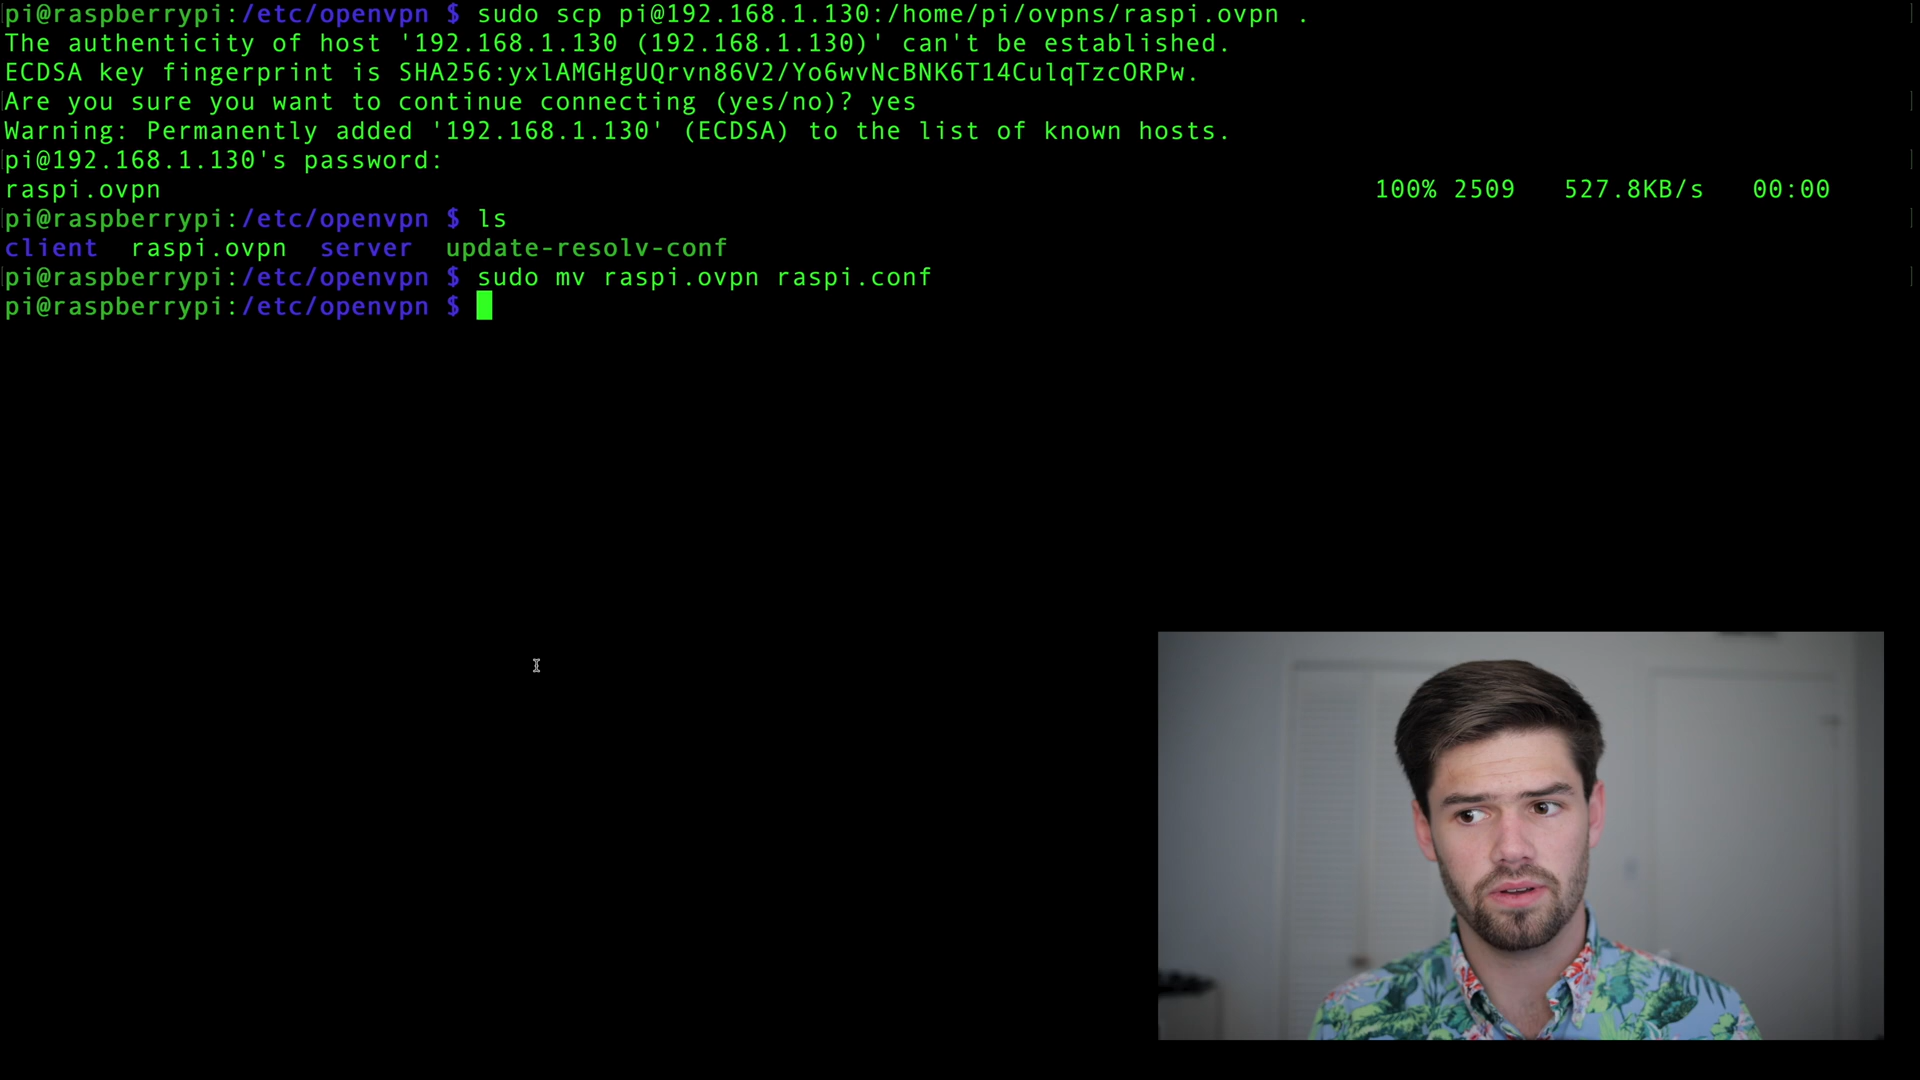 pi@raspberrypi:/etc/openvpn $ sudo scp pi@192.168.1.130:/home/pi/ovpns/raspi.ovpn .
The authenticity of host '192.168.1.130 (192.168.1.130)' can't be established.
ECDSA key fingerprint is SHA256:yxlAMGHgUQrvn86V2/Yo6wvNcBNK6T14CulqTzcORPw.
Are you sure you want to continue connecting (yes/no)? yes
Warning: Permanently added '192.168.1.130' (ECDSA) to the list of known hosts.
pi@192.168.1.130's password:
raspi.ovpn 100% 2509 527.8KB/s 00:00
pi@raspberrypi:/etc/openvpn $ ls
client raspi.ovpn server update-resolv-conf
pi@raspberrypi:/etc/openvpn $ sudo mv raspi.ovpn raspi.conf
pi@raspberrypi:/etc/openvpn $